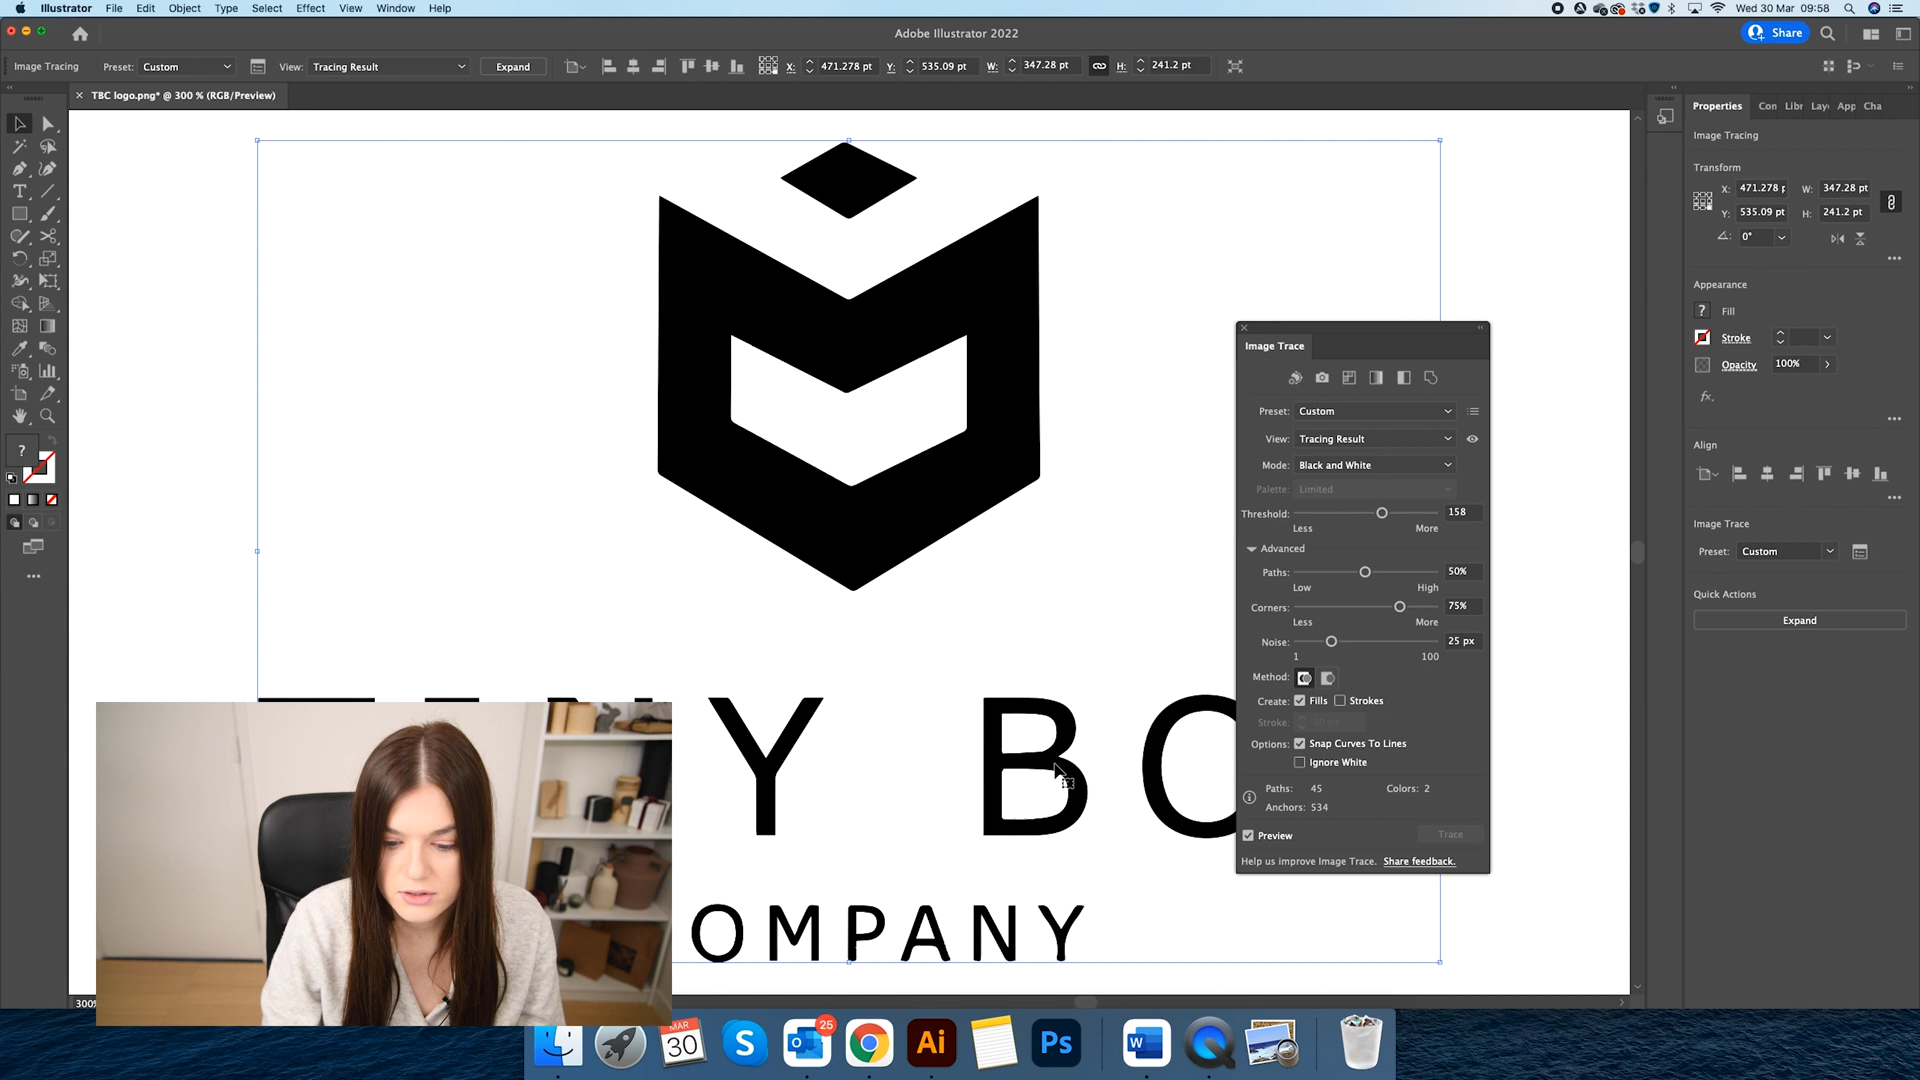 Illustrator File Edit Object Type Select Effect View Window Help
Wed 30 Mar 09:58
Adobe Illustrator 2022
Share
Image Tracing Preset: Custom View: Tracing Result Expand X: 471.278 pt Y: 535.09 pt W: 347.28 pt H: 241.2 pt
× TBC logo.png* @ 300 % (RGB/Preview)
Y BO
OMPANY
300%
Image Trace
Preset: Custom
View: Tracing Result
Mode: Black and White
Palette: Limited
Threshold: 158
Less More
Advanced
Paths: 50%
Low High
Corners: 75%
Less More
Noise: 25 px
1 100
Method:
Create: Fills Strokes
Stroke: 10 px
Options: Snap Curves To Lines
Ignore White
Paths: 45 Colors: 2
Anchors: 534
Preview Trace
Help us improve Image Trace. Share feedback.
Properties Con Libr Lay App Cha
Image Tracing
Transform
X: 471.278 p W: 347.28 pt
Y: 535.09 pt H: 241.2 pt
0°
Appearance
? Fill
Stroke
Opacity 100%
fx.
Align
Image Trace
Preset: Custom
Quick Actions
Expand
?
MAR
30
25
S
Ai
Ps
W